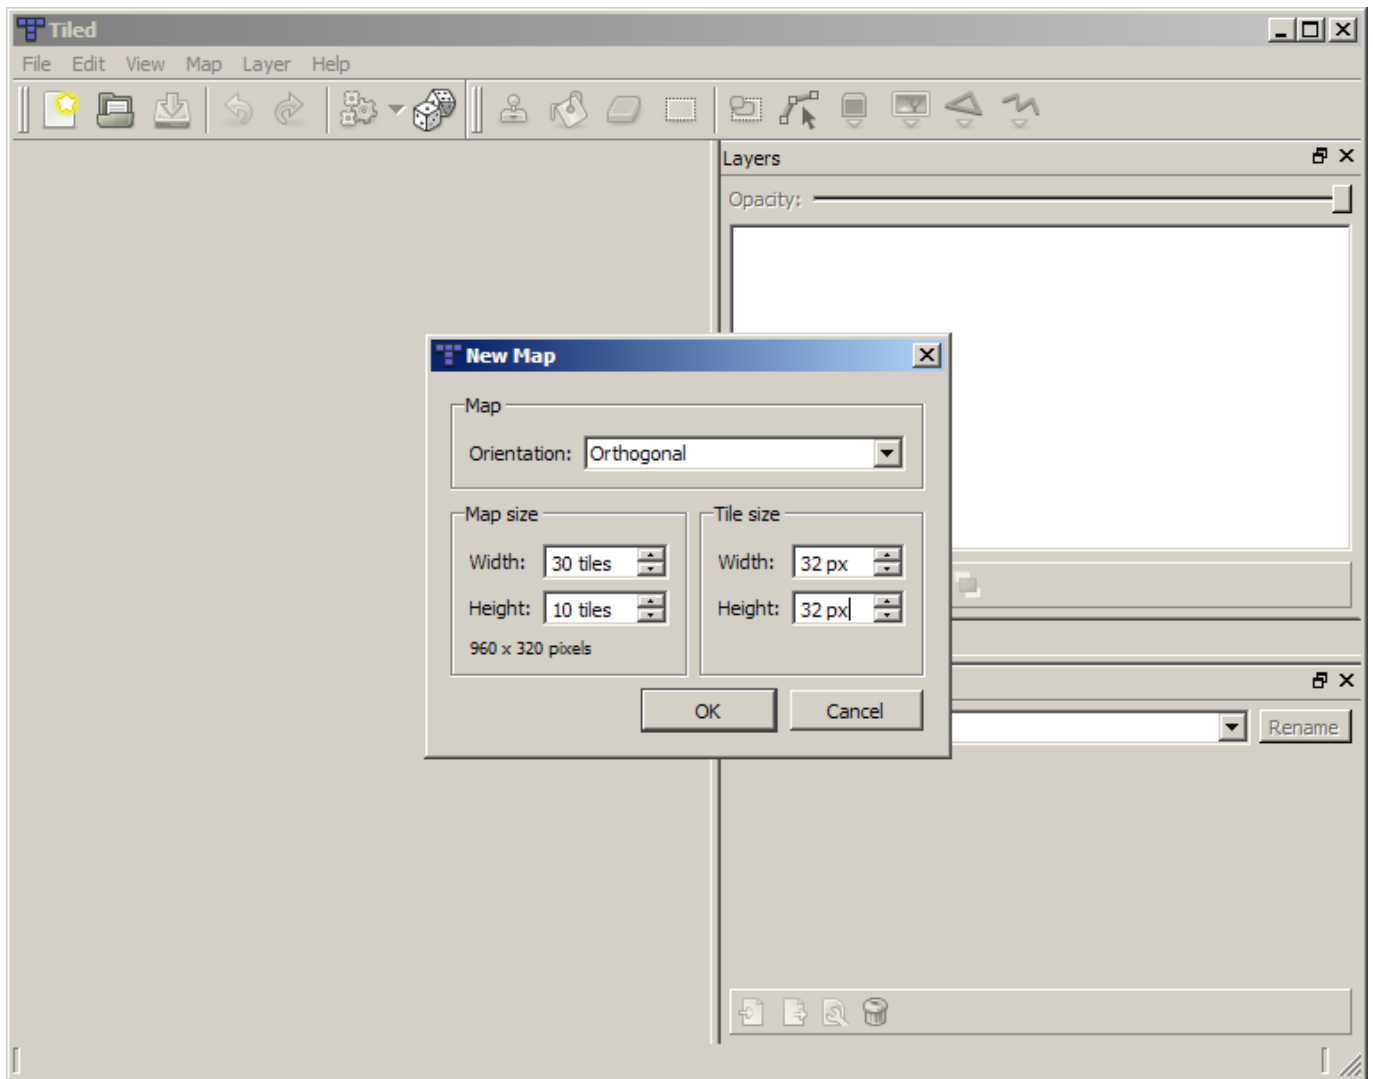 Tiled
File Edit View Map Layer Help
Layers
Opacity:
New Map
Map
Orientation: Orthogonal
Map size
Width: 30 tiles
Height: 10 tiles
960 x 320 pixels
Tile size
Width: 32 px
Height: 32 px
OK Cancel
Rename